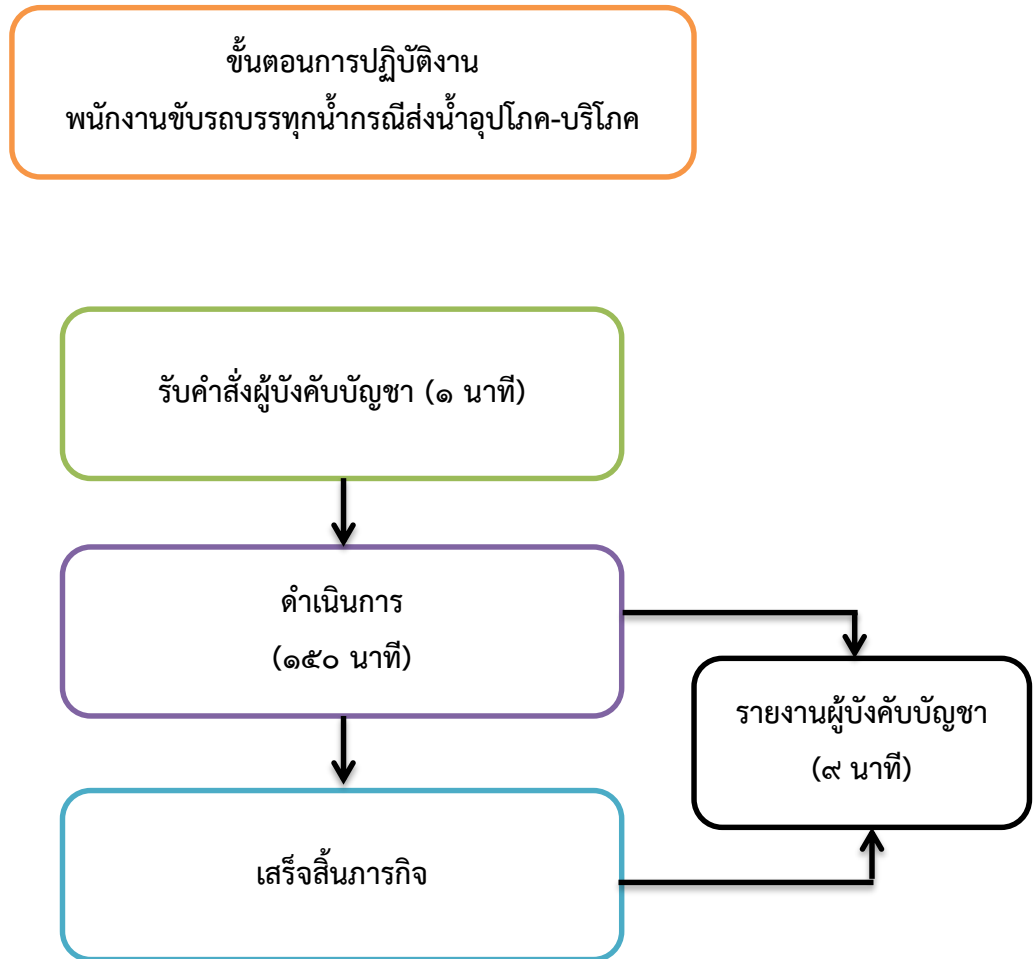 ขั้นตอนการปฏิบัติงาน
พนักงานขับรถบรรทุกน้ำกรณีส่งน้ำอุปโภค-บริโภค
รับคำสั่งผู้บังคับบัญชา (๑ นาที)
ดำเนินการ
(๑๕๐ นาที)
รายงานผู้บังคับบัญชา
(๙ นาที)
เสร็จสิ้นภารกิจ